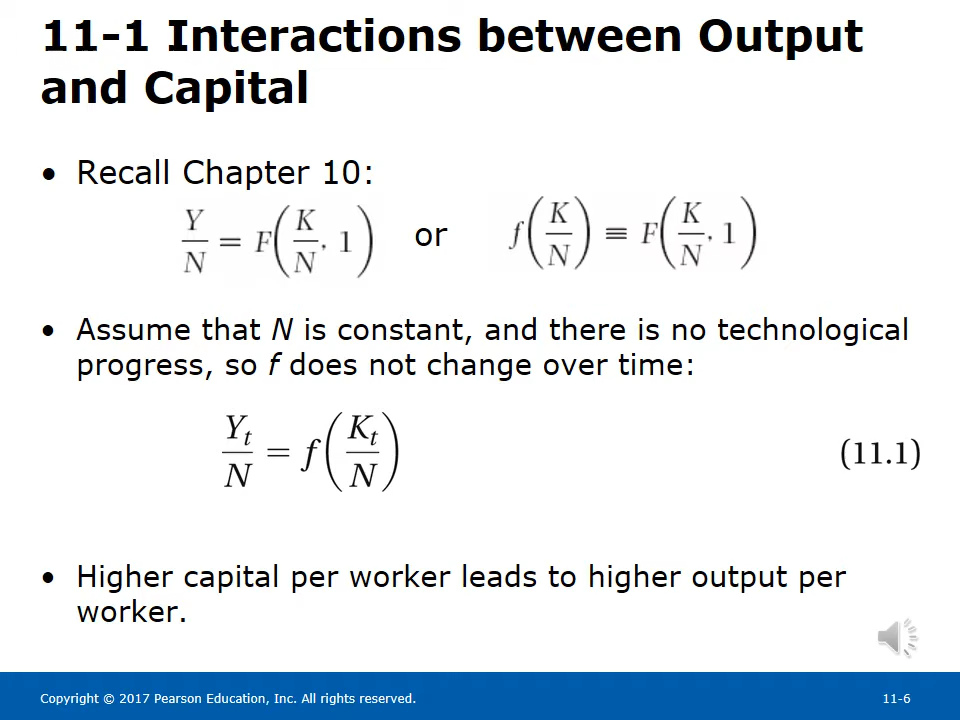 11-1 Interactions between Output
and Capital
• Recall Chapter 10:
Y/N = F(K/N, 1) or f(K/N) ≡ F(K/N, 1)
• Assume that N is constant, and there is no technological
progress, so f does not change over time:
Yₜ/N = f(Kₜ/N) (11.1)
• Higher capital per worker leads to higher output per
worker.
Copyright © 2017 Pearson Education, Inc. All rights reserved. 11-6